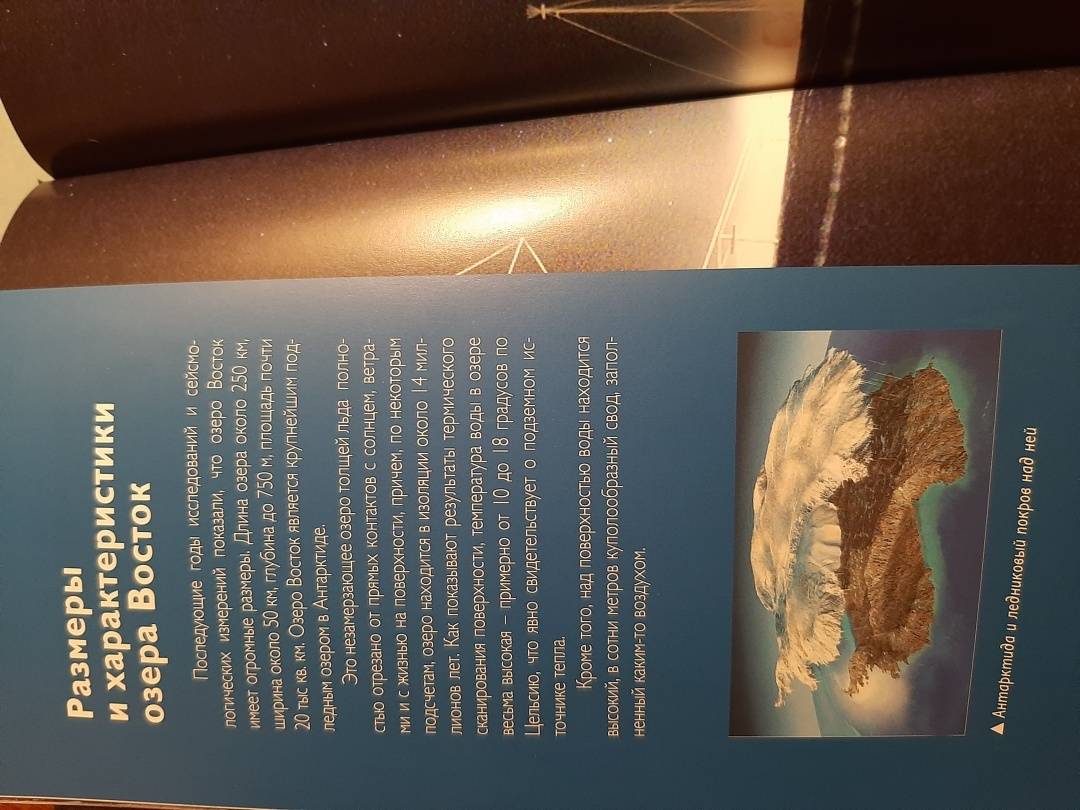 Размеры
и характеристики
озера Восток
Последующие годы исследований и сейсмо-
логических измерений показали, что озеро Восток
имеет огромные размеры. Длина озера около 250 км,
ширина около 50 км, глубина до 750 м, площадь почти
20 тыс кв. км. Озеро Восток является крупнейшим под-
ледным озером в Антарктиде.
Это незамерзающее озеро толщей льда полно-
стью отрезано от прямых контактов с солнцем, ветра-
ми и с жизнью на поверхности, причем, по некоторым
подсчетам, озеро находится в изоляции около 14 мил-
лионов лет. Как показывают результаты термического
сканирования поверхности, температура воды в озере
весьма высокая – примерно от 10 до 18 градусов по
Цельсию, что явно свидетельствует о подземном ис-
точнике тепла.
Кроме того, над поверхностью воды находится
высокий, в сотни метров куполообразный свод, запол-
ненный каким-то воздухом.
▲ Антарктида и ледниковый покров над ней